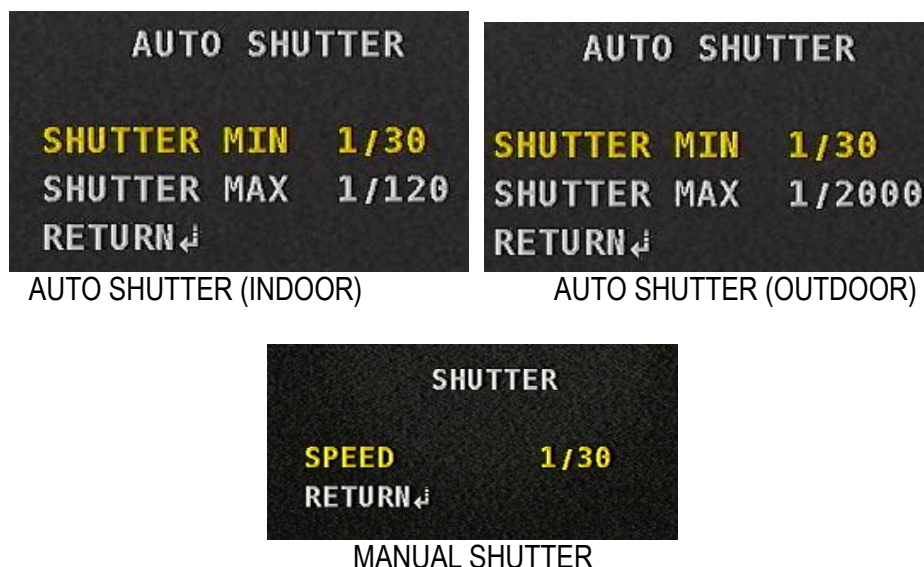 AUTO SHUTTER
SHUTTER MIN 1/30
SHUTTER MAX 1/120
RETURN↲
AUTO SHUTTER (INDOOR)
AUTO SHUTTER
SHUTTER MIN 1/30
SHUTTER MAX 1/2000
RETURN↲
AUTO SHUTTER (OUTDOOR)
SHUTTER
SPEED 1/30
RETURN↲
MANUAL SHUTTER